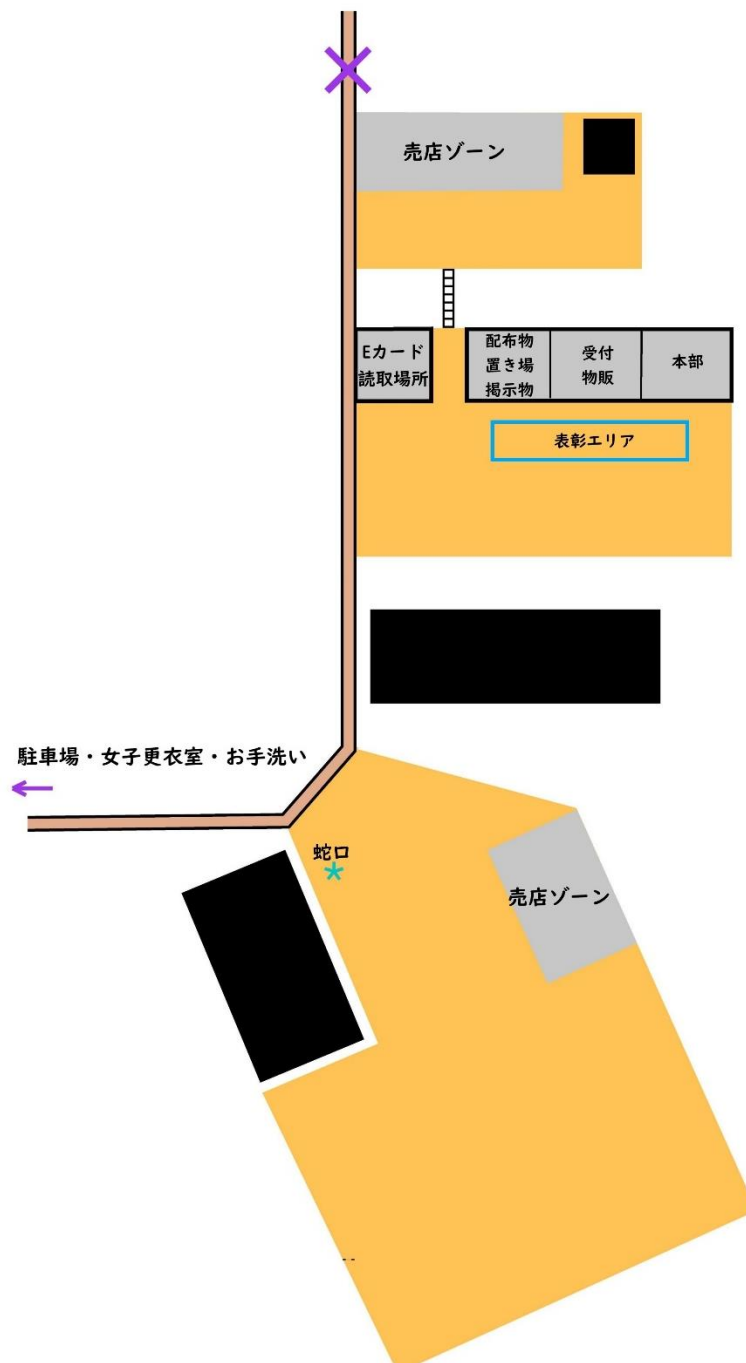 売店ゾーン
Eカード
読取場所
配布物
置き場
掲示物
受付
物販
本部
表彰エリア
駐車場・女子更衣室・お手洗い
蛇口
売店ゾーン